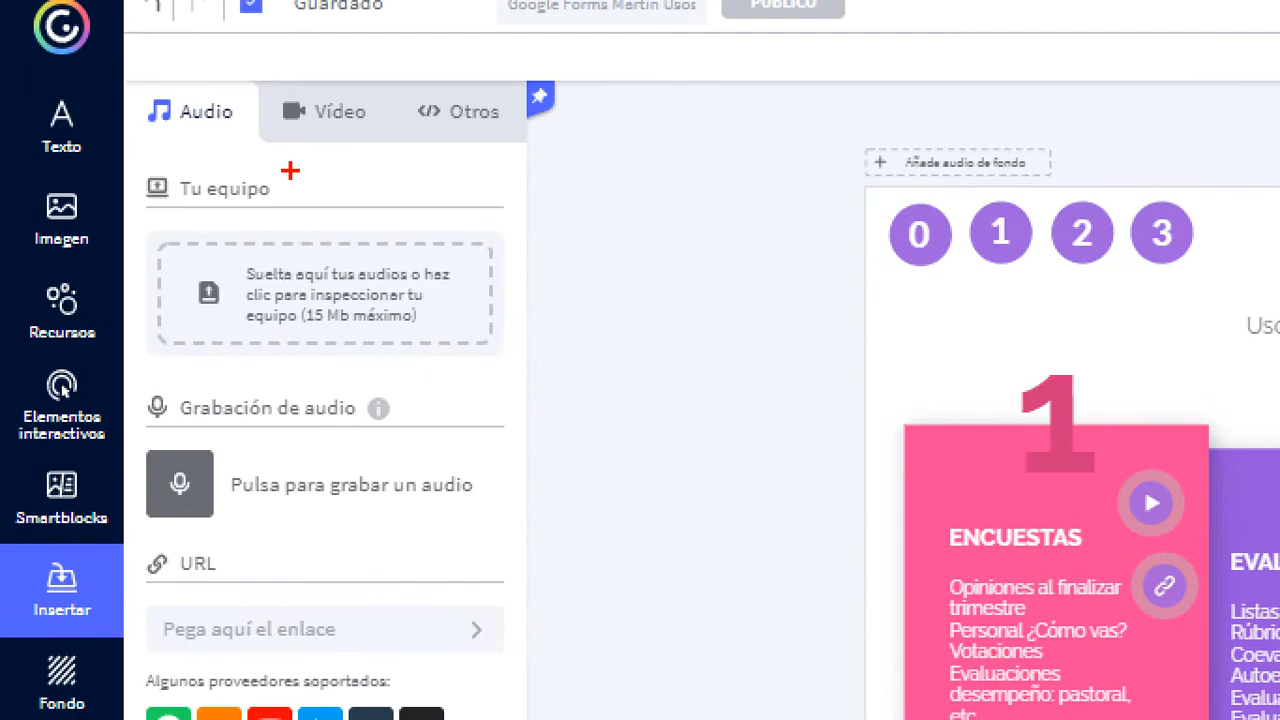 Guardado
Google Forms Martín Usos
PÚBLICO
Texto
Imagen
Recursos
Elementos
interactivos
Smartblocks
Insertar
Fondo
Audio
Vídeo
Otros
Tu equipo
Suelta aquí tus audios o haz
clic para inspeccionar tu
equipo (15 Mb máximo)
Grabación de audio
Pulsa para grabar un audio
URL
Pega aquí el enlace
Algunos proveedores soportados:
Añade audio de fondo
0 1 2 3
1
ENCUESTAS
Opiniones al finalizar
trimestre
Personal ¿Cómo vas?
Votaciones
Evaluaciones
desempeño: pastoral,
etc